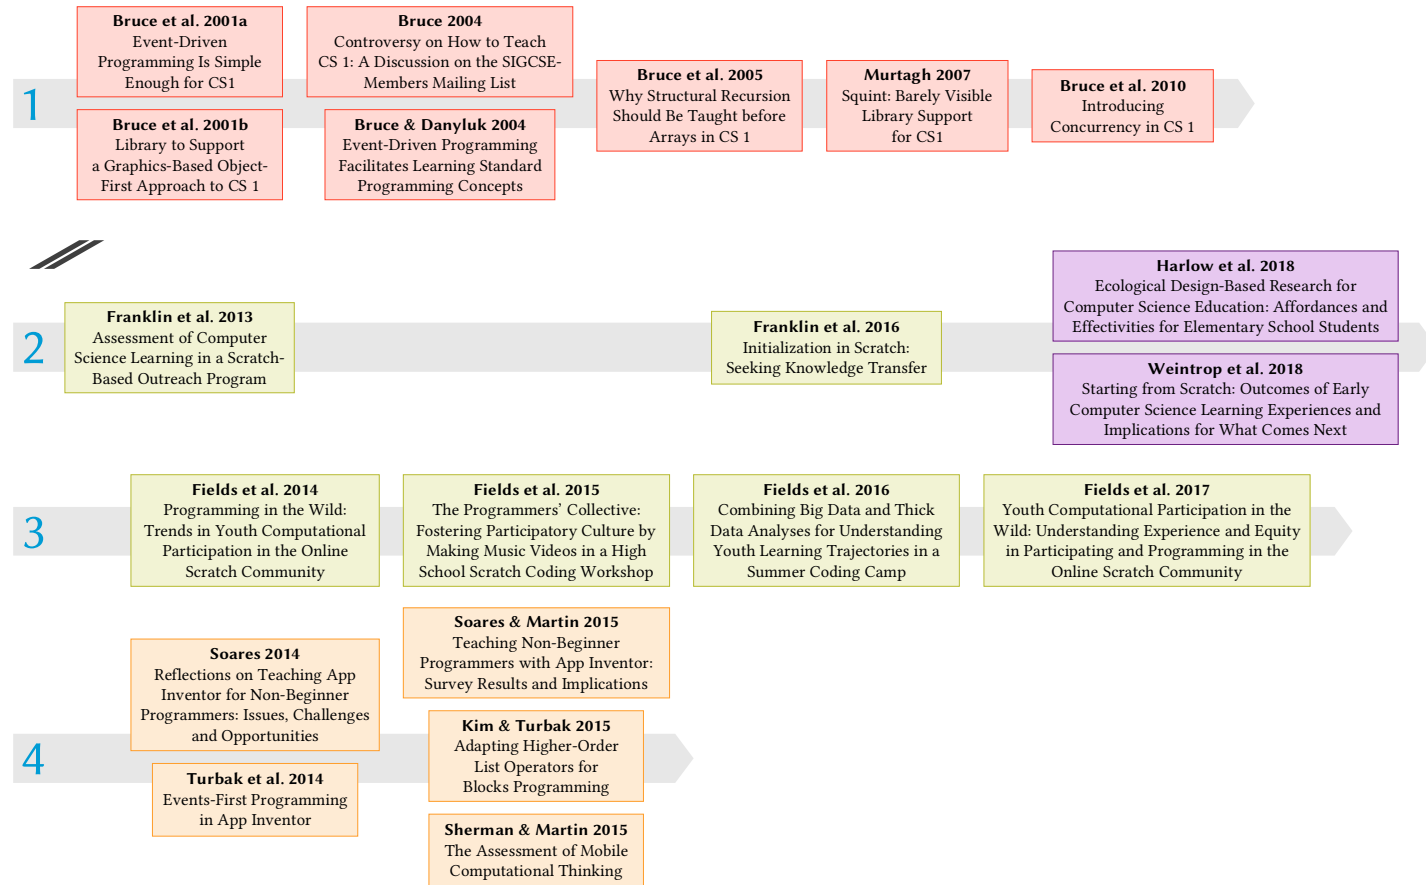 1
Bruce et al. 2001a
Event-Driven
Programming Is Simple
Enough for CS1
Bruce et al. 2001b
Library to Support
a Graphics-Based Object-
First Approach to CS 1
Bruce 2004
Controversy on How to Teach
CS 1: A Discussion on the SIGCSE-
Members Mailing List
Bruce & Danyluk 2004
Event-Driven Programming
Facilitates Learning Standard
Programming Concepts
Bruce et al. 2005
Why Structural Recursion
Should Be Taught before
Arrays in CS 1
Murtagh 2007
Squint: Barely Visible
Library Support
for CS1
Bruce et al. 2010
Introducing
Concurrency in CS 1
2
Franklin et al. 2013
Assessment of Computer
Science Learning in a Scratch-
Based Outreach Program
Franklin et al. 2016
Initialization in Scratch:
Seeking Knowledge Transfer
Harlow et al. 2018
Ecological Design-Based Research for
Computer Science Education: Affordances and
Effectivities for Elementary School Students
Weintrop et al. 2018
Starting from Scratch: Outcomes of Early
Computer Science Learning Experiences and
Implications for What Comes Next
3
Fields et al. 2014
Programming in the Wild:
Trends in Youth Computational
Participation in the Online
Scratch Community
Fields et al. 2015
The Programmers' Collective:
Fostering Participatory Culture by
Making Music Videos in a High
School Scratch Coding Workshop
Fields et al. 2016
Combining Big Data and Thick
Data Analyses for Understanding
Youth Learning Trajectories in a
Summer Coding Camp
Fields et al. 2017
Youth Computational Participation in the
Wild: Understanding Experience and Equity
in Participating and Programming in the
Online Scratch Community
4
Soares 2014
Reflections on Teaching App
Inventor for Non-Beginner
Programmers: Issues, Challenges
and Opportunities
Turbak et al. 2014
Events-First Programming
in App Inventor
Soares & Martin 2015
Teaching Non-Beginner
Programmers with App Inventor:
Survey Results and Implications
Kim & Turbak 2015
Adapting Higher-Order
List Operators for
Blocks Programming
Sherman & Martin 2015
The Assessment of Mobile
Computational Thinking